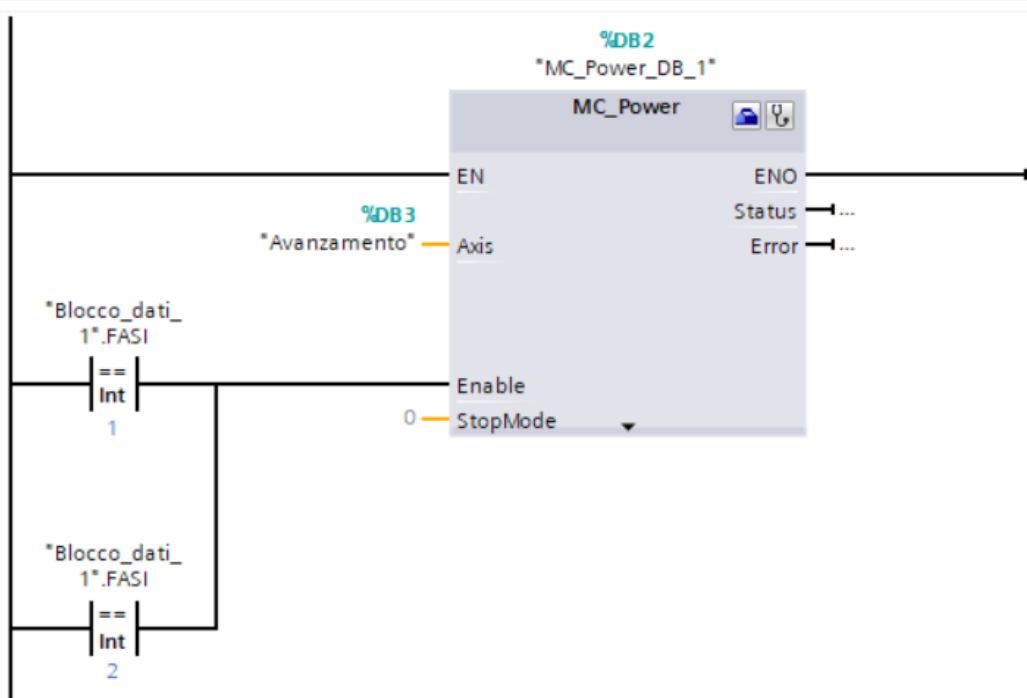 %DB2
"MC_Power_DB_1"
MC_Power
EN
ENO
%DB3
Status
"Avanzamento"
Axis
Error
...
...
"Blocco_dati_
1".FASI
==
Int
1
Enable
0
StopMode
"Blocco_dati_
1".FASI
==
Int
2